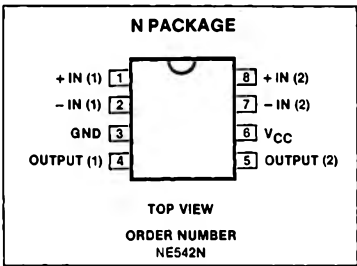 N PACKAGE
+ IN (1) 1
8 + IN (2)
− IN (1) 2
7 − IN (2)
GND 3
6 VCC
OUTPUT (1) 4
5 OUTPUT (2)
TOP VIEW
ORDER NUMBER
NE542N